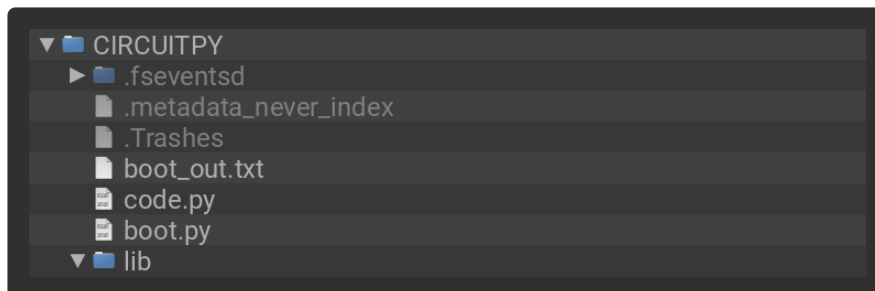 CIRCUITPY
.fseventsd
.metadata_never_index
.Trashes
boot_out.txt
code.py
boot.py
lib